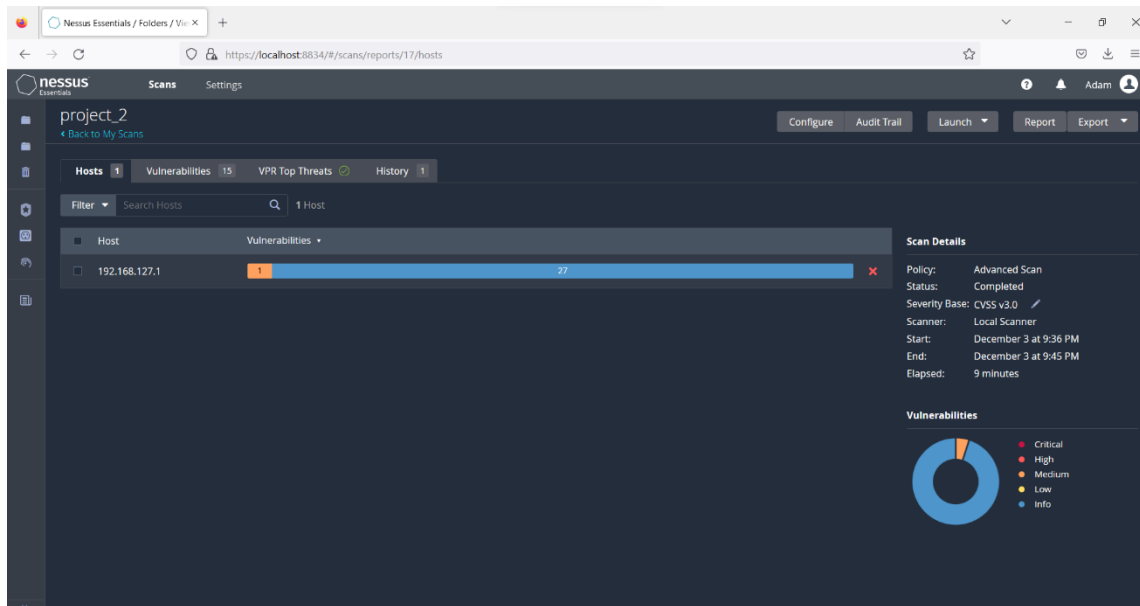 Nessus Essentials / Folders / Vie
https://localhost:8834/#/scans/reports/17/hosts
nessus Essentials Scans Settings Adam
project_2
Back to My Scans
Configure Audit Trail Launch Report Export
Hosts 1 Vulnerabilities 15 VPR Top Threats History 1
Filter Search Hosts 1 Host
Host Vulnerabilities
192.168.127.1 1 27
Scan Details
Policy: Advanced Scan
Status: Completed
Severity Base: CVSS v3.0
Scanner: Local Scanner
Start: December 3 at 9:36 PM
End: December 3 at 9:45 PM
Elapsed: 9 minutes
Vulnerabilities
Critical
High
Medium
Low
Info